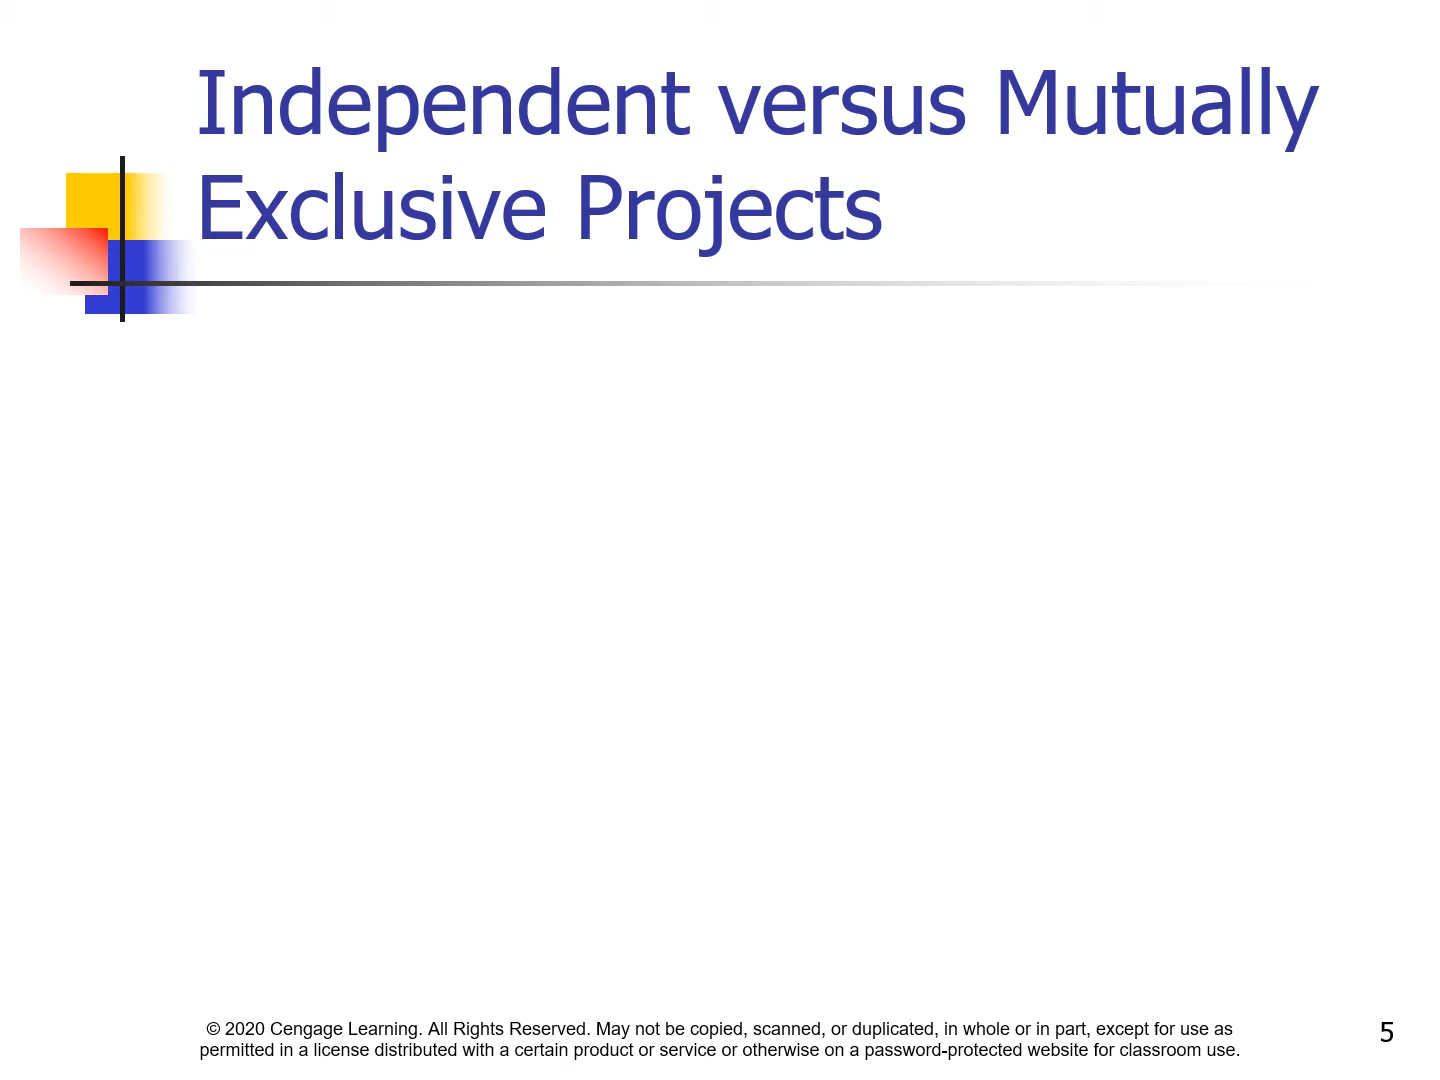 Independent versus Mutually
Exclusive Projects
© 2020 Cengage Learning. All Rights Reserved. May not be copied, scanned, or duplicated, in whole or in part, except for use as
permitted in a license distributed with a certain product or service or otherwise on a password-protected website for classroom use.
5